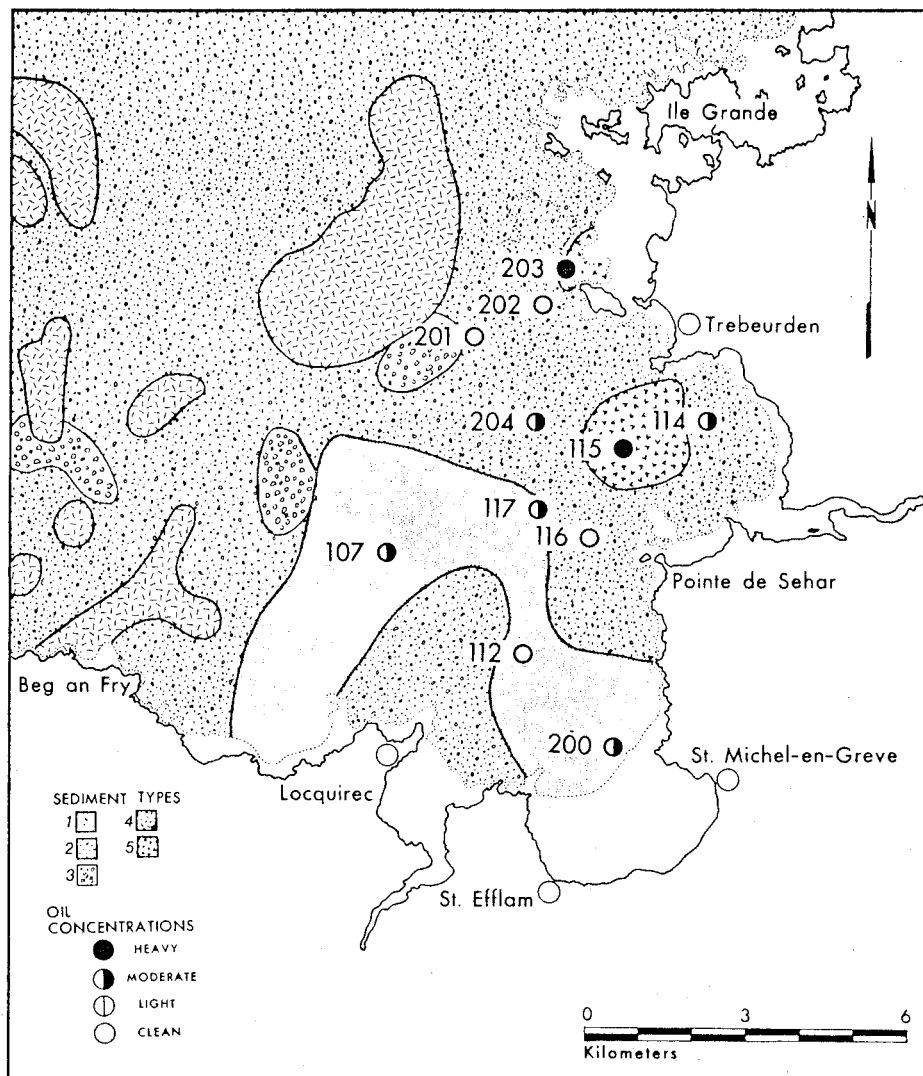 Ile Grande
N
203
202
Trebeurden
201
204
114
115
117
116
107
Pointe de Sehar
112
Beg an Fry
200
St. Michel-en-Greve
Locquirec
SEDIMENT TYPES
1 4
2 5
3
St. Efflam
OIL
CONCENTRATIONS
HEAVY
MODERATE
LIGHT
CLEAN
0 3 6
Kilometers